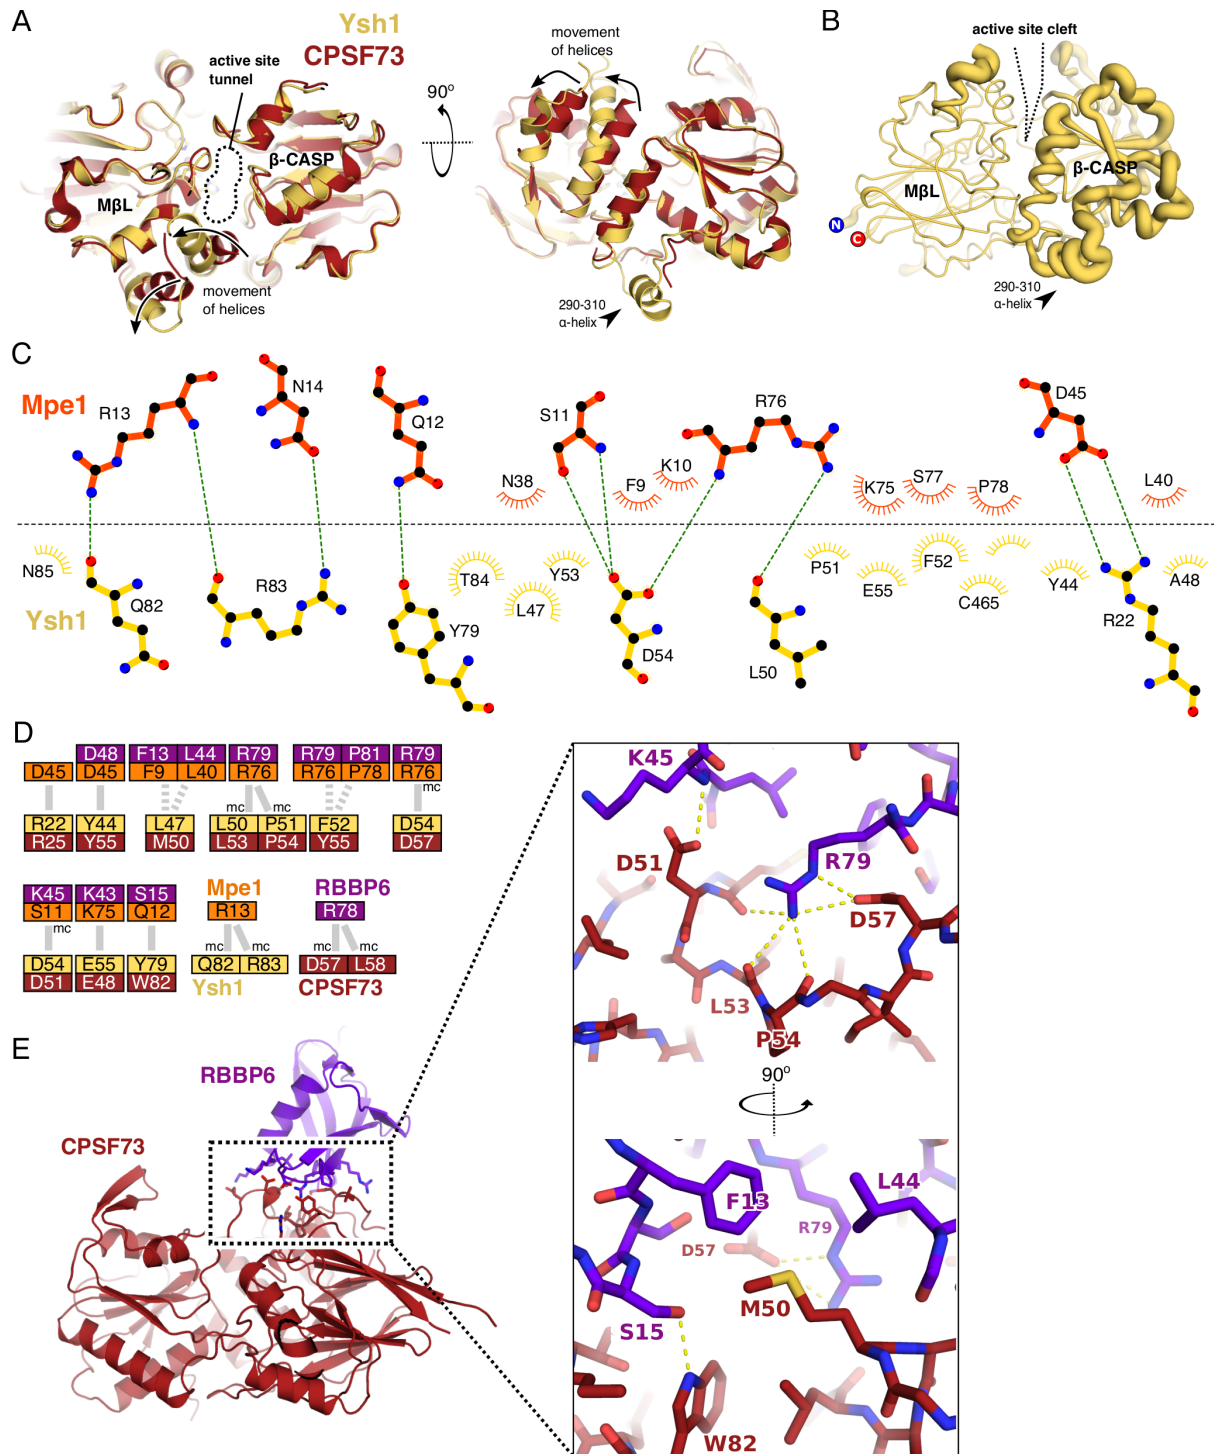 A
Ysh1
CPSF73
active site
tunnel
β-CASP
MβL
movement
of helices
90º
movement
of helices
290-310
α-helix
B
active site cleft
MβL
β-CASP
N
C
290-310
α-helix
C
Mpe1
R13
N14
Q12
S11
R76
D45
N38
F9
K10
K75
S77
P78
L40
N85
Q82
R83
Y79
T84
L47
Y53
D54
L50
P51
E55
F52
C465
Y44
R22
A48
Ysh1
D
D48 F13 L44 R79 R79 P81 R79
D45 D45 F9 L40 R76 R76 P78 R76
mc
mc mc
R22 Y44 L47 L50 P51 F52 D54
R25 Y55 M50 L53 P54 Y55 D57
K45 K43 S15 Mpe1 RBBP6
S11 K75 Q12 R13 R78
mc
mc mc mc mc
D54 E55 Y79 Q82 R83 D57 L58
D51 E48 W82 Ysh1 CPSF73
E
RBBP6
CPSF73
K45
D51
R79
D57
L53
P54
90º
F13
L44
R79
D57
M50
S15
W82